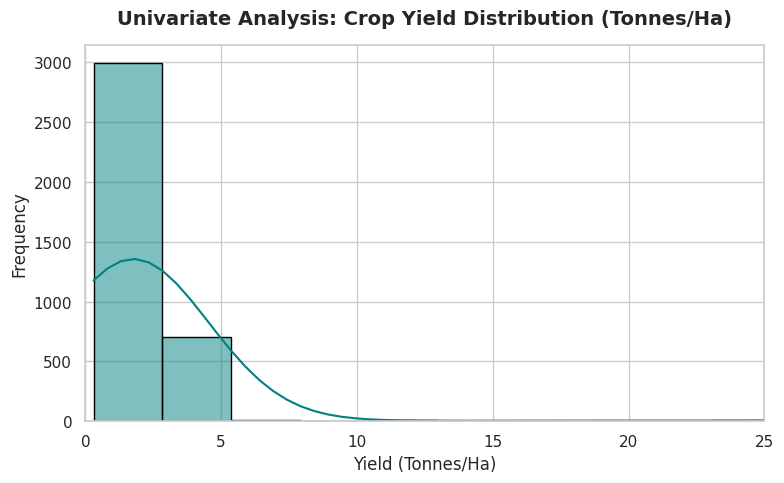 Univariate Analysis: Crop Yield Distribution (Tonnes/Ha)
3000
2500
2000
1500
1000
500
0
Frequency
0 5 10 15 20 25
Yield (Tonnes/Ha)